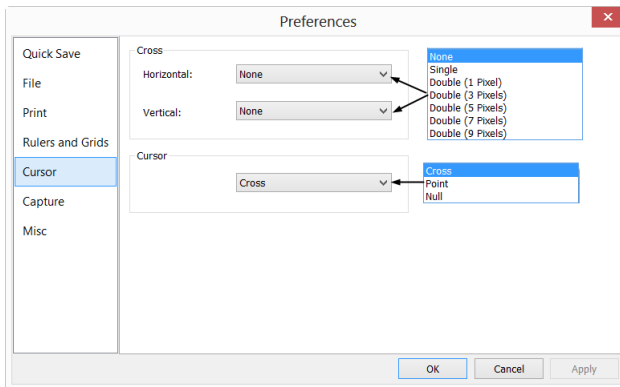 Preferences
Quick Save
File
Print
Rulers and Grids
Cursor
Capture
Misc
Cross
Horizontal:
None
Vertical:
None
None
Single
Double (1 Pixel)
Double (3 Pixels)
Double (5 Pixels)
Double (7 Pixels)
Double (9 Pixels)
Cursor
Cross
Cross
Point
Null
OK
Cancel
Apply